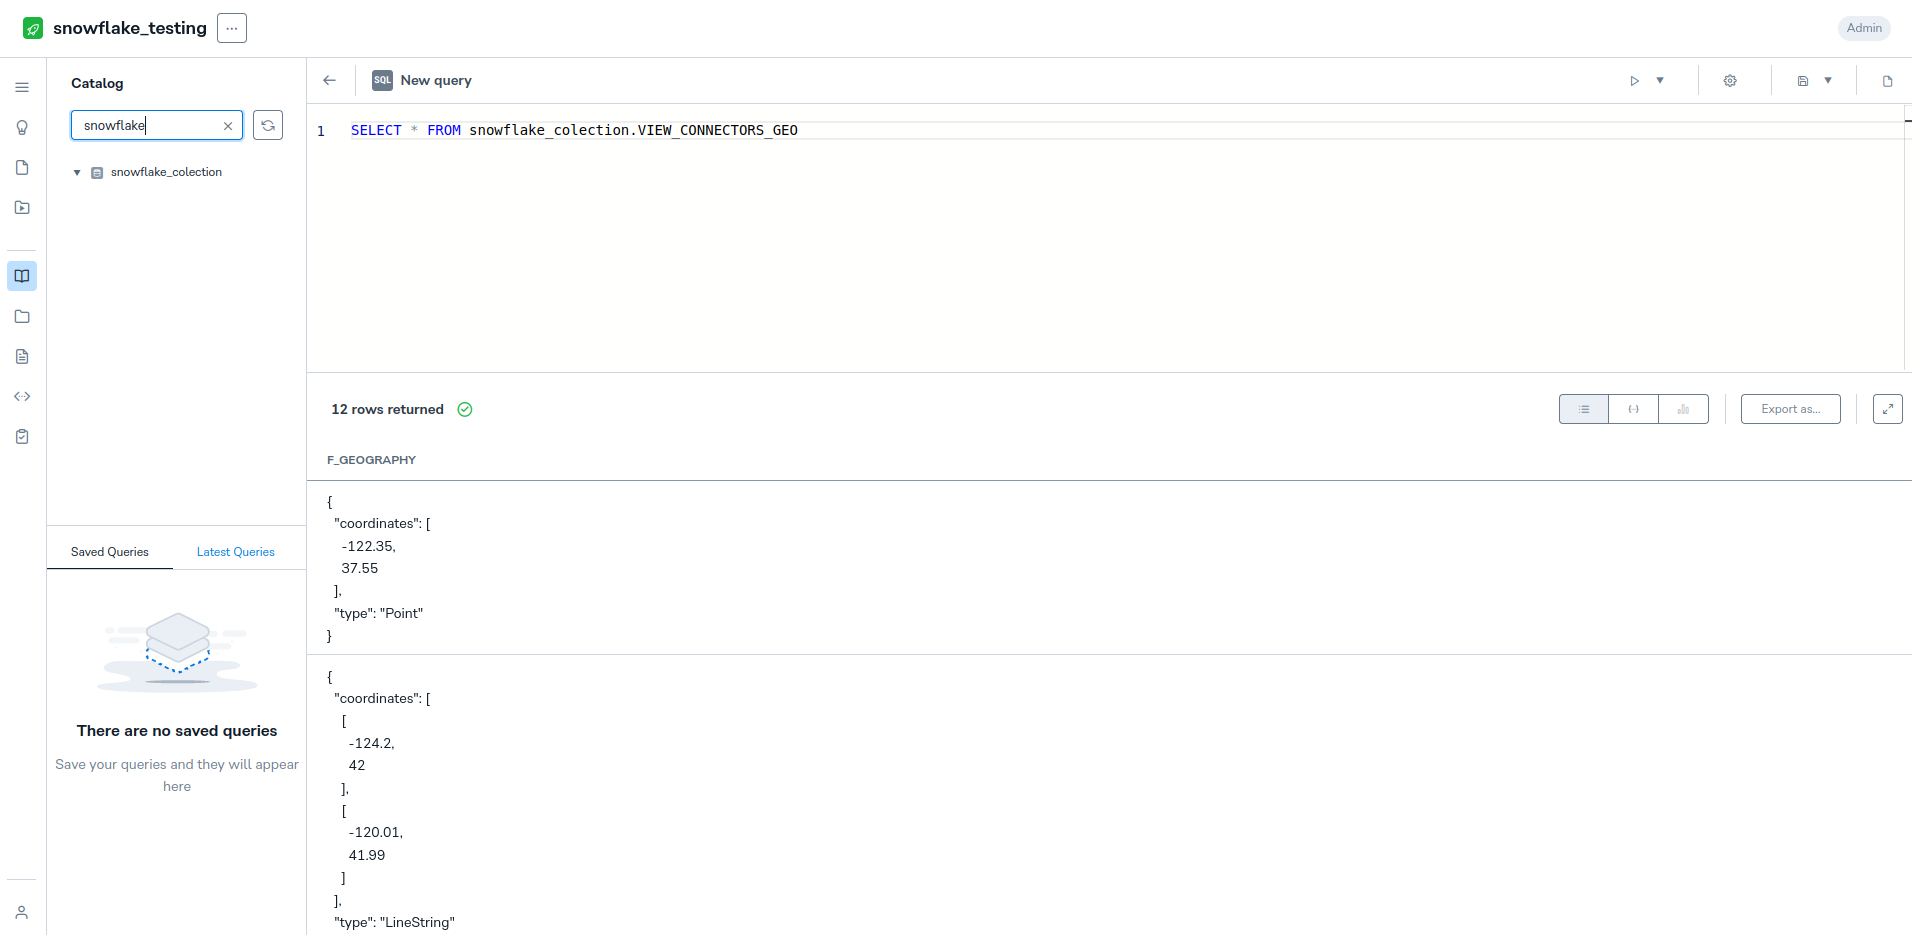 snowflake_testing
...
Admin
Catalog
snowflake
snowflake_colection
SQL New query
1 SELECT * FROM snowflake_colection.VIEW_CONNECTORS_GEO
12 rows returned
Export as...
F_GEOGRAPHY
{
"coordinates": [
-122.35,
37.55
],
"type": "Point"
}
{
"coordinates": [
[
-124.2,
42
],
[
-120.01,
41.99
]
],
"type": "LineString"
Saved Queries
Latest Queries
There are no saved queries
Save your queries and they will appear
here